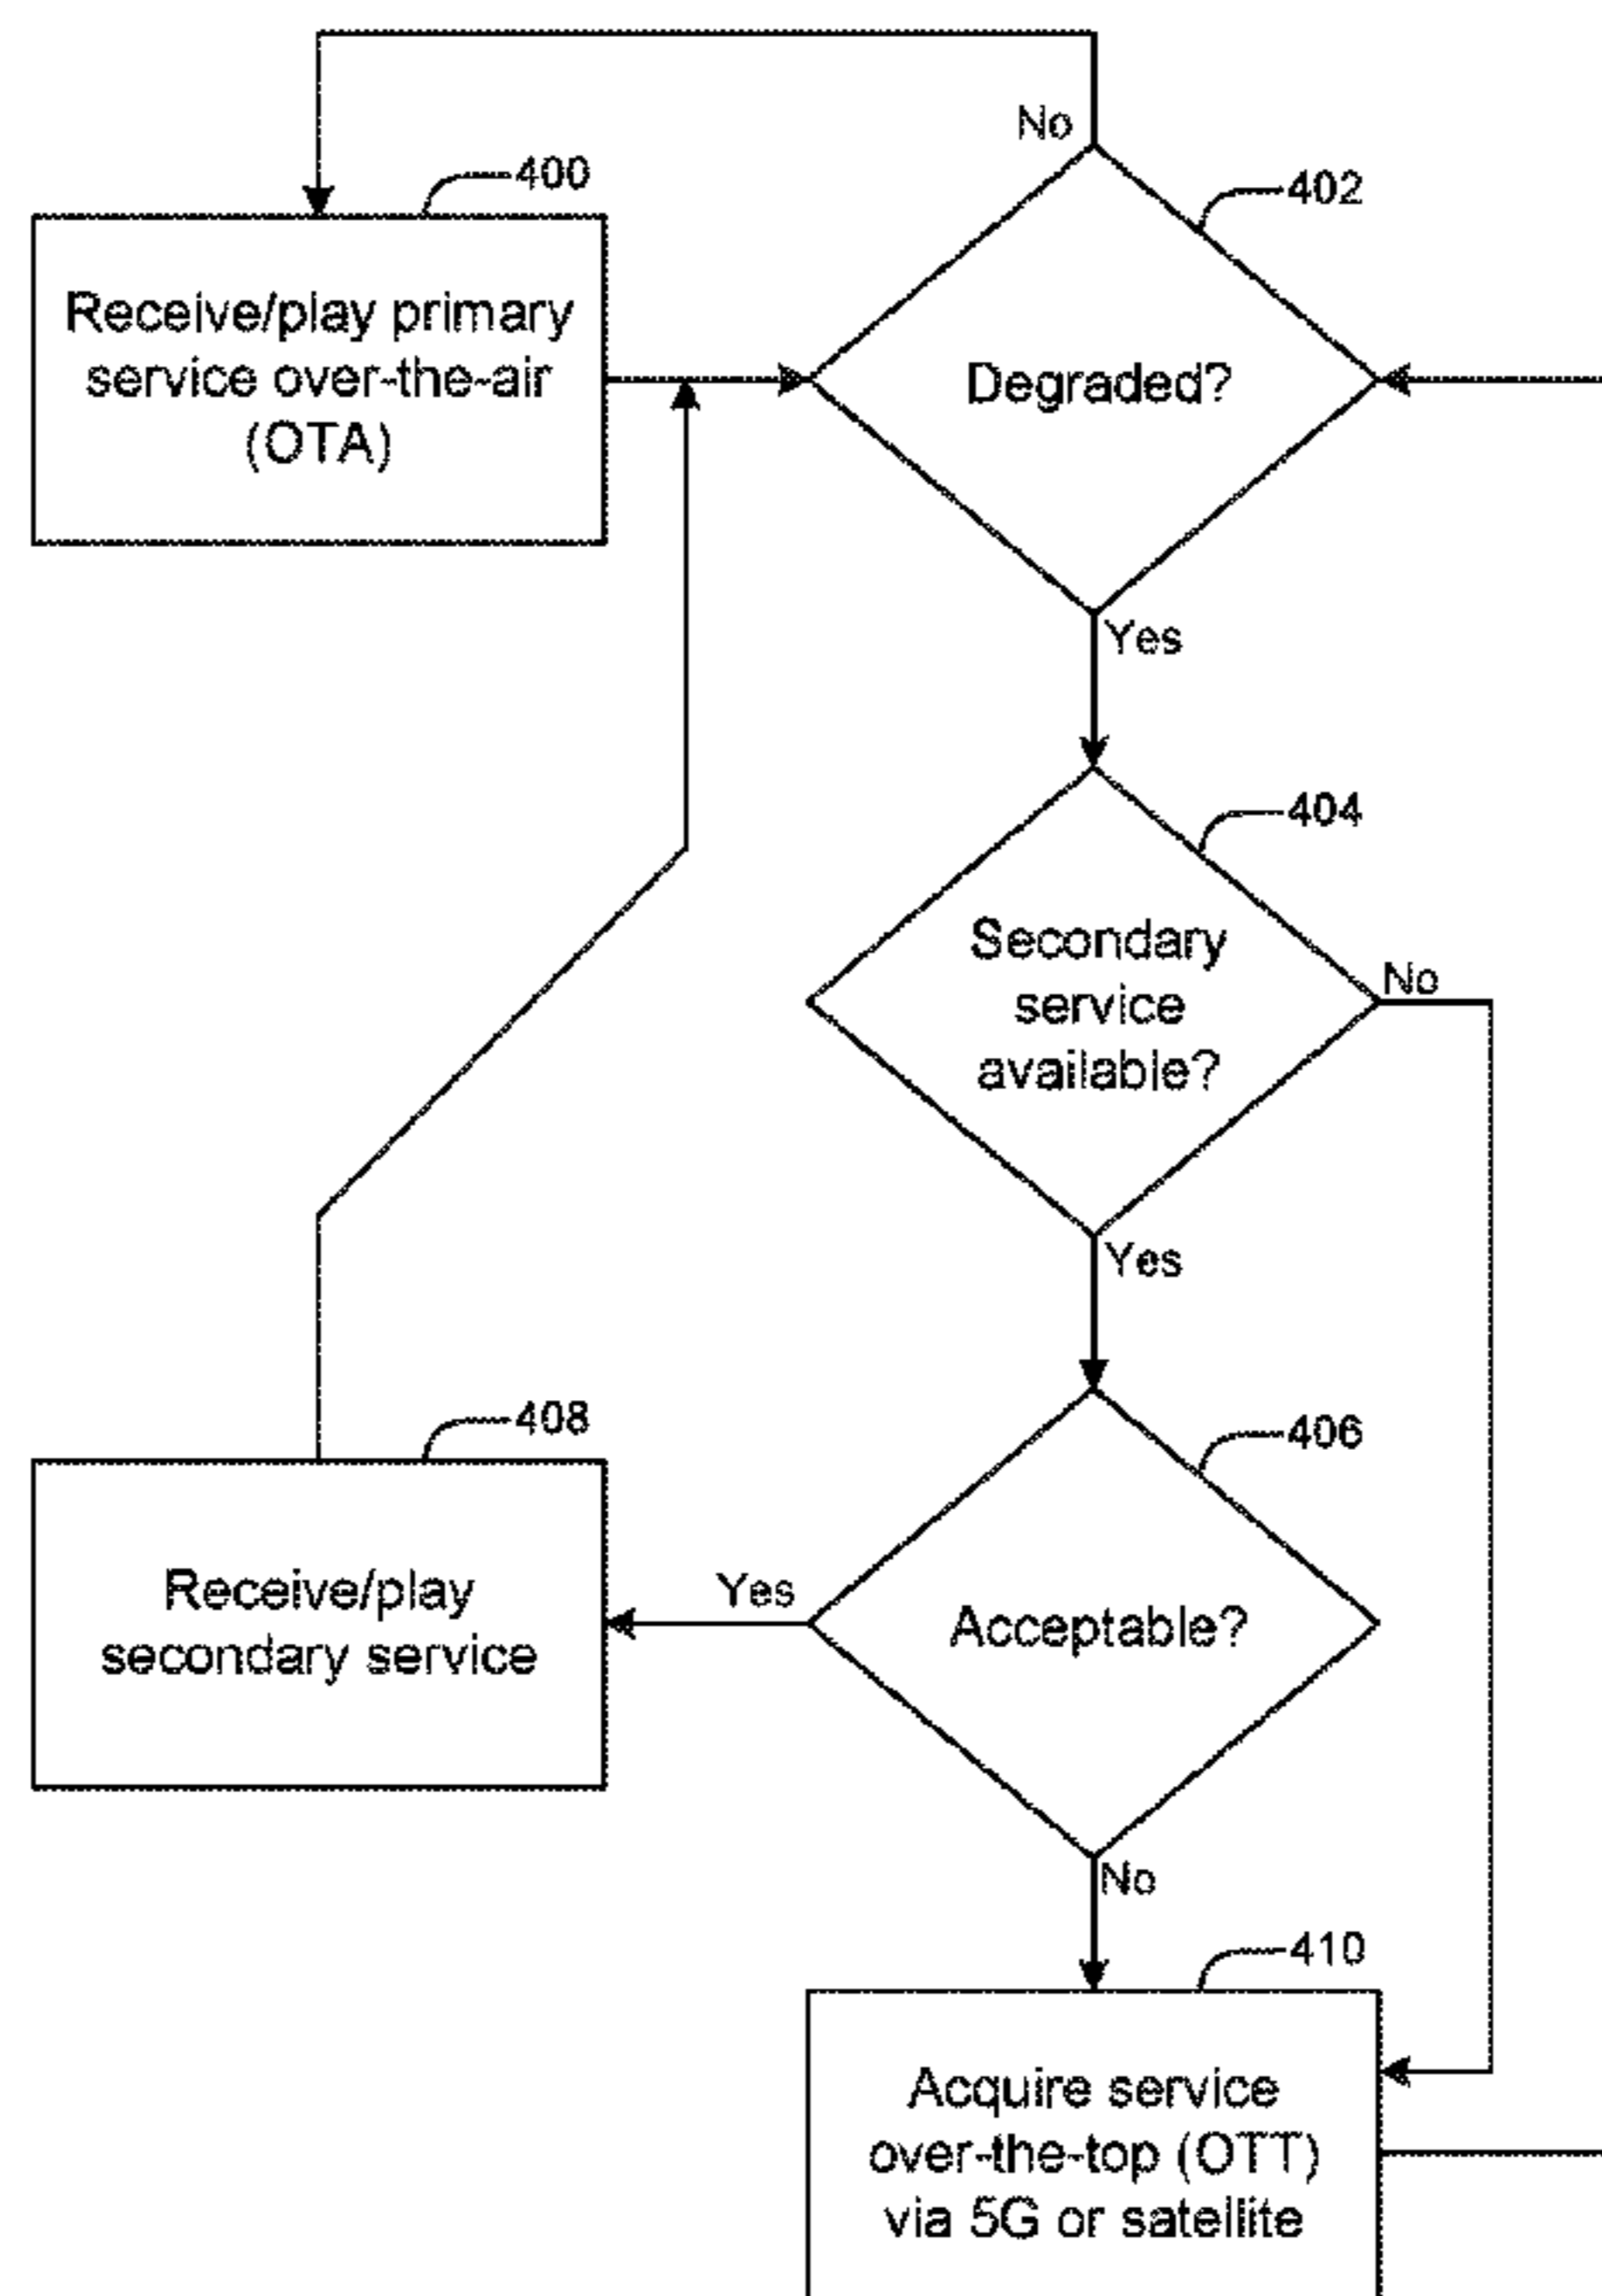 No
400
402
Receive/play primary
service over-the-air
(OTA)
Degraded?
Yes
404
Secondary
service
available?
No
Yes
408
406
Receive/play
secondary service
Yes
Acceptable?
No
410
Acquire service
over-the-top (OTT)
via 5G or satellite